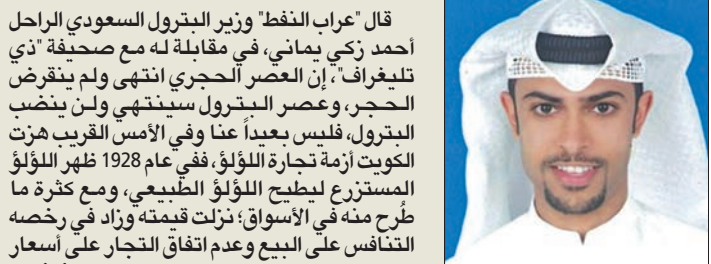 قال "عراب النفط" وزير البترول السعودي الراحل
أحمد زكي يماني، في مقابلة له مع صحيفة "ذي
تليغراف"، إن العصر الحجري انتهى ولم ينقرض
الحجر، وعصر البترول سينتهي ولن ينضب
البترول، فليس بعيداً عنا وفي الأمس القريب هزت
الكويت أزمة تجارة اللؤلؤ، ففي عام 1928 ظهر اللؤلؤ
المستزرع ليطيح اللؤلؤ الطبيعي، ومع كثرة ما
طُرح منه في الأسواق؛ نزلت قيمته وزاد في رخصه
التنافس على البيع وعدم اتفاق التجار على أسعار